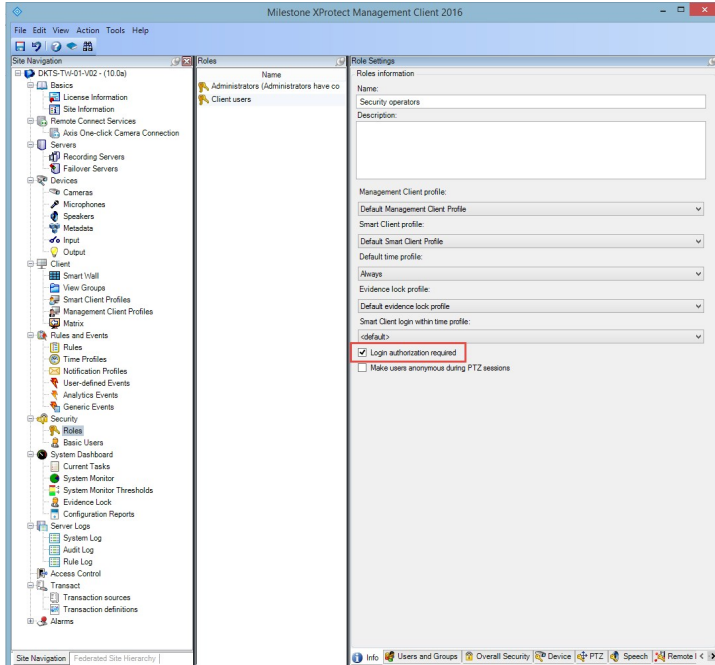 Milestone XProtect Management Client 2016
File Edit View Action Tools Help
Site Navigation
DKTS-TW-01-V02 - (10.0a)
Basics
License Information
Site Information
Remote Connect Services
Axis One-click Camera Connection
Servers
Recording Servers
Failover Servers
Devices
Cameras
Microphones
Speakers
Metadata
Input
Output
Client
Smart Wall
View Groups
Smart Client Profiles
Management Client Profiles
Matrix
Rules and Events
Rules
Time Profiles
Notification Profiles
User-defined Events
Analytics Events
Generic Events
Security
Roles
Basic Users
System Dashboard
Current Tasks
System Monitor
System Monitor Thresholds
Evidence Lock
Configuration Reports
Server Logs
System Log
Audit Log
Rule Log
Access Control
Transact
Transaction sources
Transaction definitions
Alarms
Site Navigation Federated Site Hierarchy
Roles
Name
Administrators (Administrators have co
Client users
Role Settings
Roles information
Name:
Security operators
Description:
Management Client profile:
Default Management Client Profile
Smart Client profile:
Default Smart Client Profile
Default time profile:
Always
Evidence lock profile:
Default evidence lock profile
Smart Client login within time profile:
<default>
Login authorization required
Make users anonymous during PTZ sessions
Info Users and Groups Overall Security Device PTZ Speech Remote